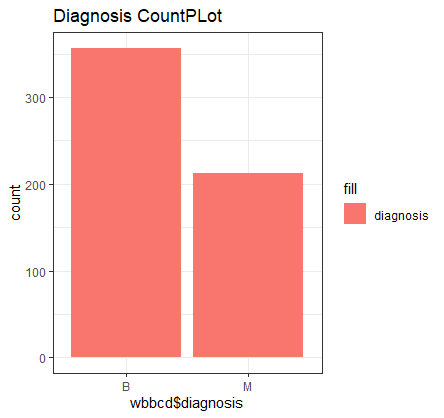 Diagnosis CountPLot
count
300
200
100
0
B
M
wbbcd$diagnosis
fill
diagnosis